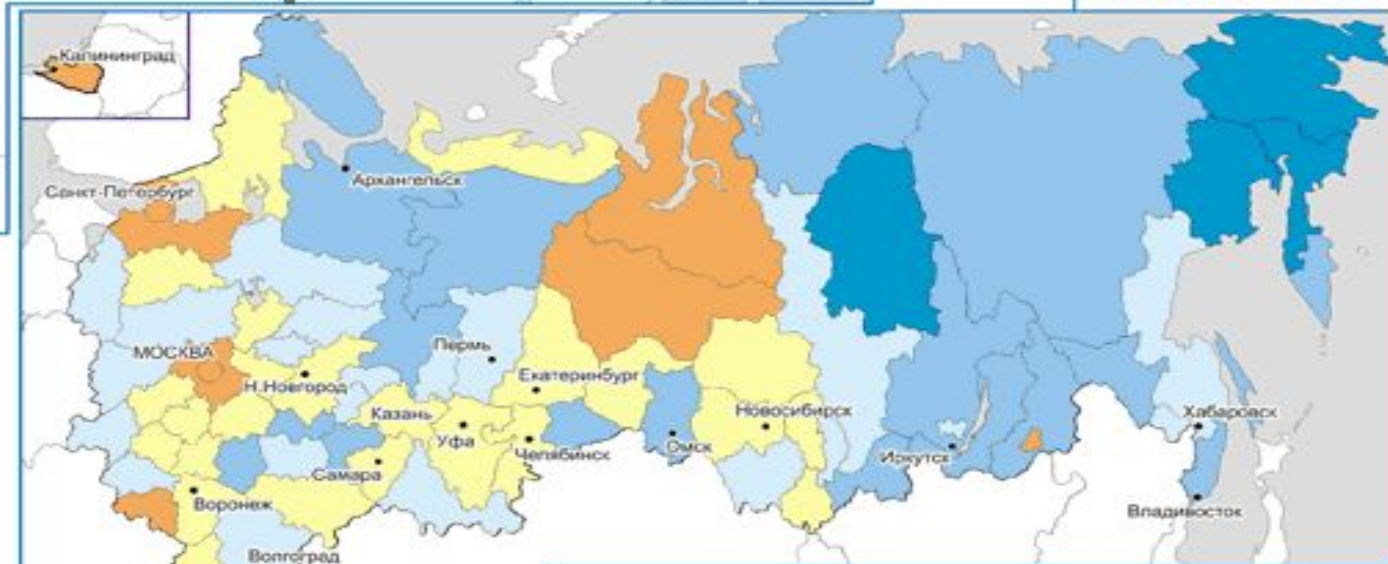 Калининград
Архангельск
Санкт-Петербург
МОСКВА
Пермь
Н.Новгород
Екатеринбург
Казань
Новосибирск
Хабаровск
Уфа
Челябинск
Омск
Иркутск
Самара
Воронеж
Владивосток
Волгоград